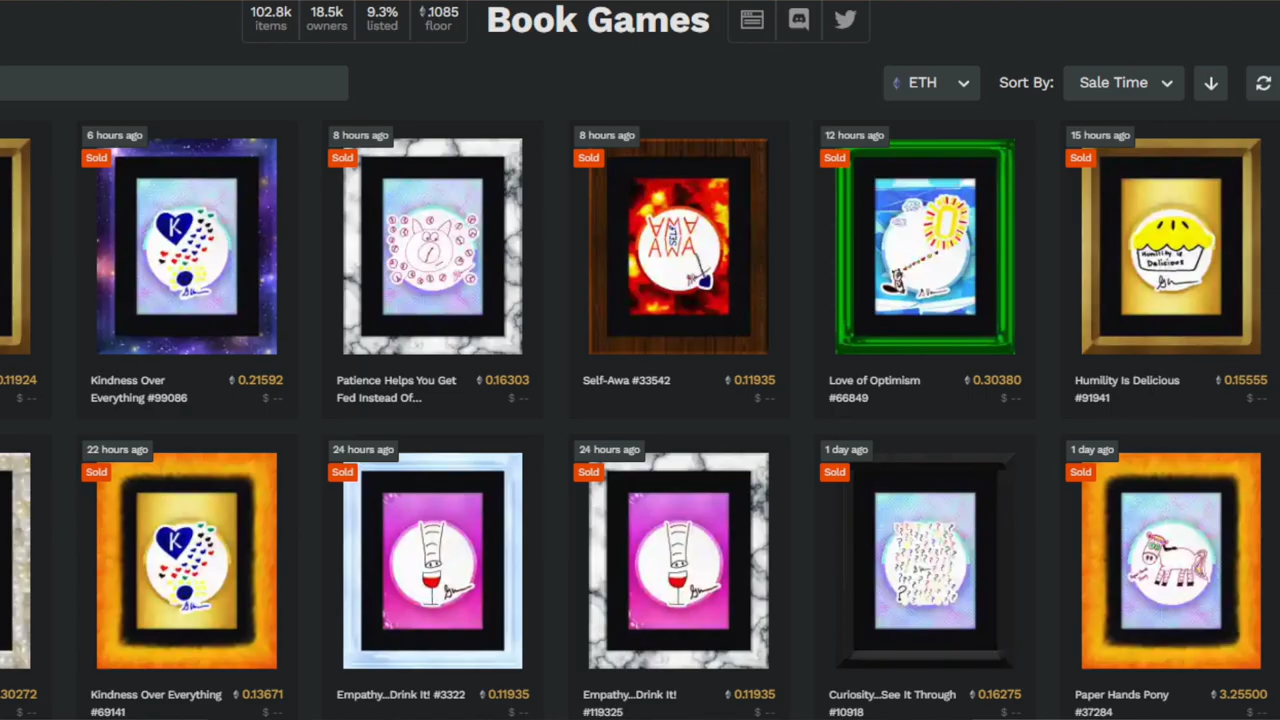 102.8k
items
18.5k
owners
9.3%
listed
.1085
floor
Book Games
ETH
Sort By:
Sale Time
6 hours ago
Sold
8 hours ago
Sold
8 hours ago
Sold
12 hours ago
Sold
15 hours ago
Sold
K
AWA
SELF
AWA
O
Humility is
Delicious
0.11924
$ --
Kindness Over
Everything #99086
0.21592
$ --
Patience Helps You Get
Fed Instead Of...
0.16303
$ --
Self-Awa #33542
0.11935
$ --
Love of Optimism
#66849
0.30380
$ --
Humility Is Delicious
#91941
0.15555
$ --
22 hours ago
Sold
24 hours ago
Sold
24 hours ago
Sold
1 day ago
Sold
1 day ago
Sold
K
30272
$ --
Kindness Over Everything
#69141
0.13671
$ --
Empathy...Drink It! #3322
0.11935
$ --
Empathy...Drink It!
#119325
0.11935
$ --
Curiosity...See It Through
#10918
0.16275
$ --
Paper Hands Pony
#37284
3.25500
$ --